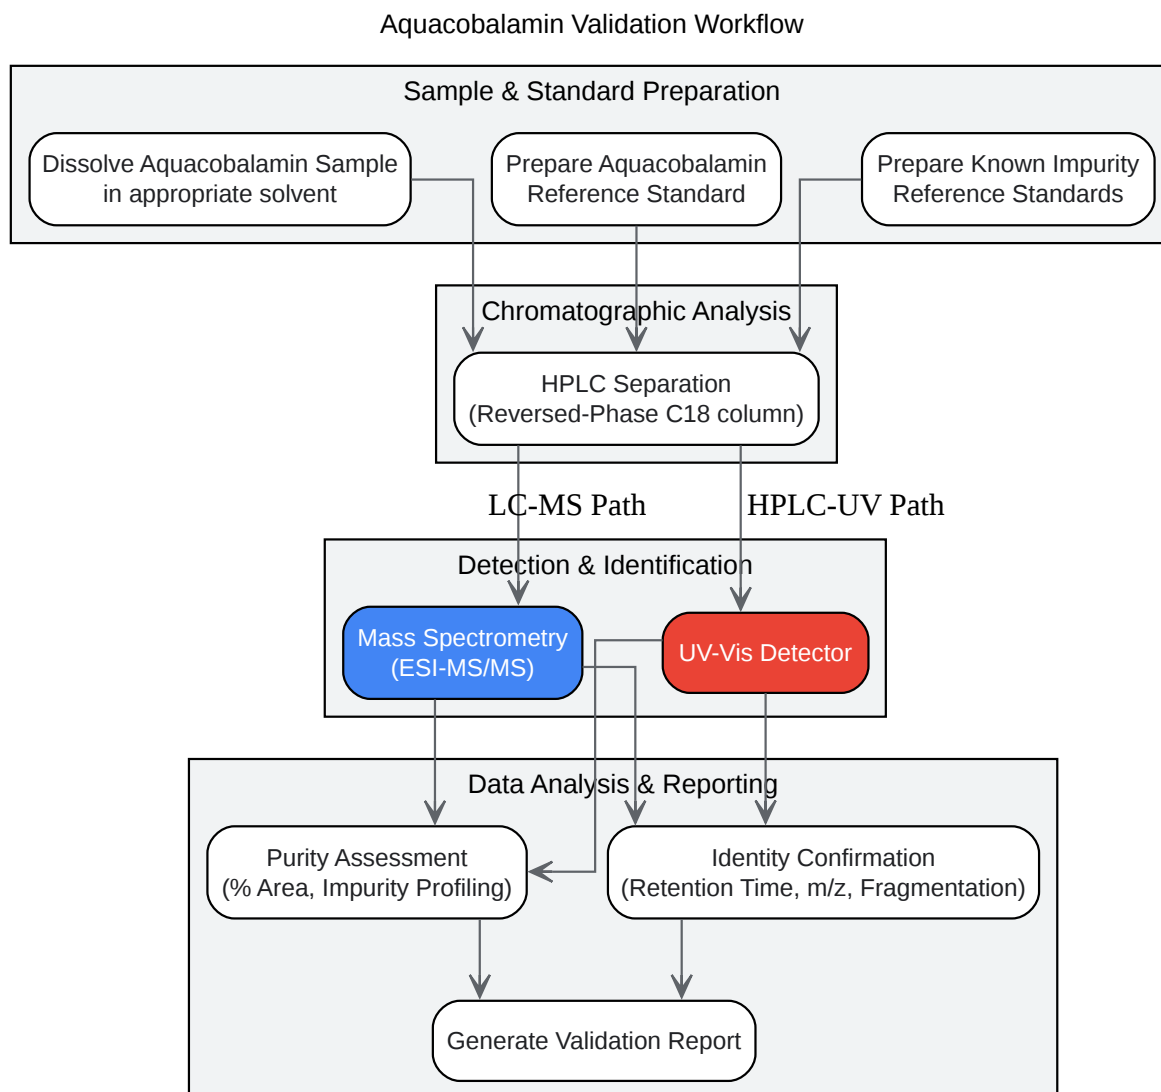 Aquacobalamin Validation Workflow
Sample & Standard Preparation
Dissolve Aquacobalamin Sample
in appropriate solvent
Prepare Aquacobalamin
Reference Standard
Prepare Known Impurity
Reference Standards
Chromatographic Analysis
HPLC Separation
(Reversed-Phase C18 column)
LC-MS Path
HPLC-UV Path
Detection & Identification
Mass Spectrometry
(ESI-MS/MS)
UV-Vis Detector
Data Analysis & Reporting
Purity Assessment
(% Area, Impurity Profiling)
Identity Confirmation
(Retention Time, m/z, Fragmentation)
Generate Validation Report